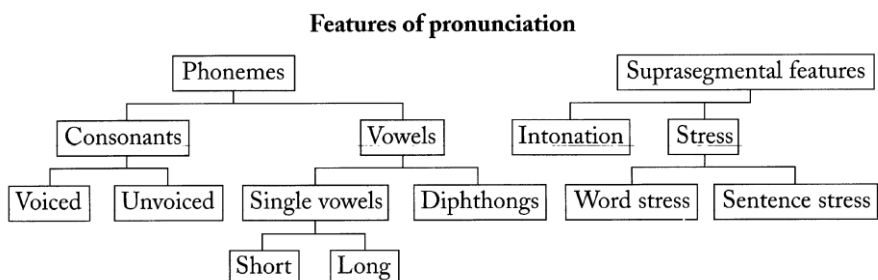 Features of pronunciation
Phonemes
Suprasegmental features
Consonants
Vowels
Intonation
Stress
Voiced
Unvoiced
Single vowels
Diphthongs
Word stress
Sentence stress
Short
Long